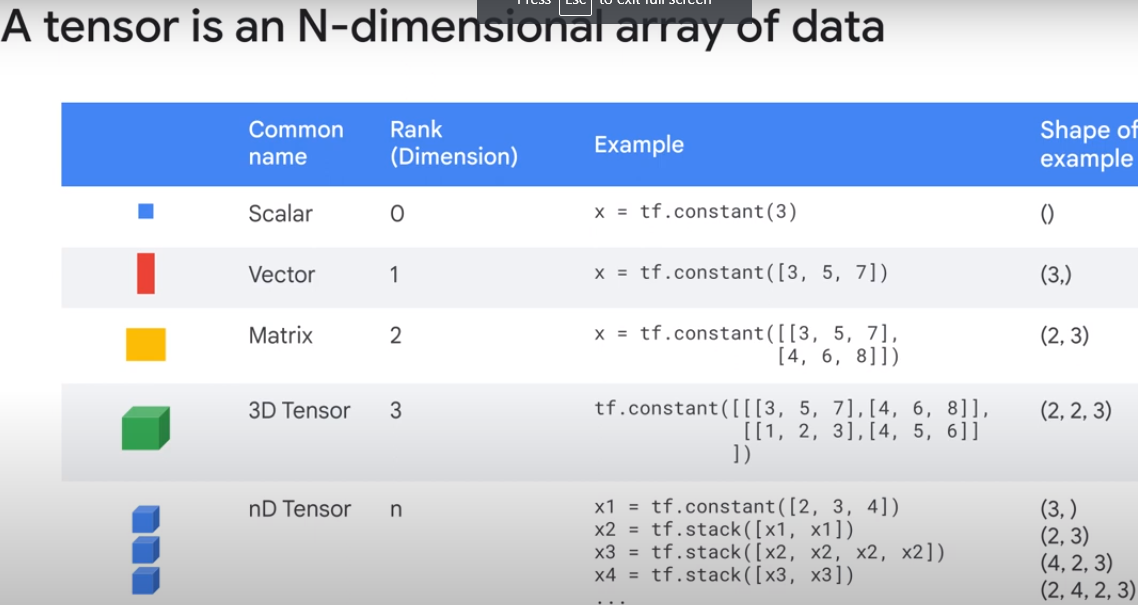 Press Esc to exit full screen
A tensor is an N-dimensional array of data
Common name Rank (Dimension) Example Shape of example
Scalar 0 x = tf.constant(3) ()
Vector 1 x = tf.constant([3, 5, 7]) (3,)
Matrix 2 x = tf.constant([[3, 5, 7], (2, 3)
[4, 6, 8]])
3D Tensor 3 tf.constant([[[3, 5, 7],[4, 6, 8]], (2, 2, 3)
[[1, 2, 3],[4, 5, 6]]
])
nD Tensor n x1 = tf.constant([2, 3, 4]) (3, )
x2 = tf.stack([x1, x1]) (2, 3)
x3 = tf.stack([x2, x2, x2, x2]) (4, 2, 3)
x4 = tf.stack([x3, x3]) (2, 4, 2, 3)
...